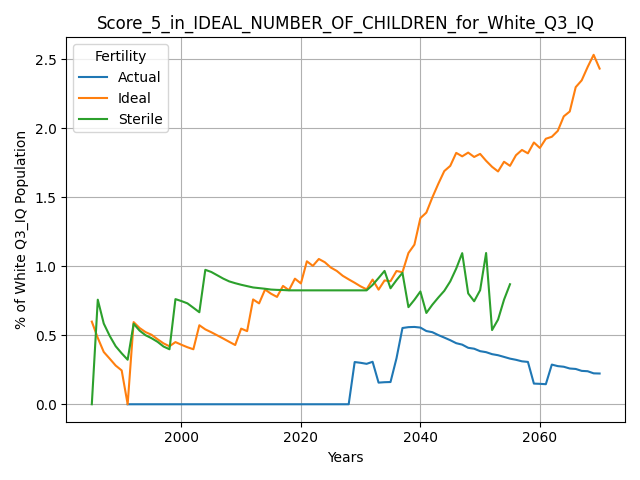 Score_5_in_IDEAL_NUMBER_OF_CHILDREN_for_White_Q3_IQ
Fertility
Actual
Ideal
Sterile
% of White Q3_IQ Population
2.5
2.0
1.5
1.0
0.5
0.0
2000
2020
2040
2060
Years